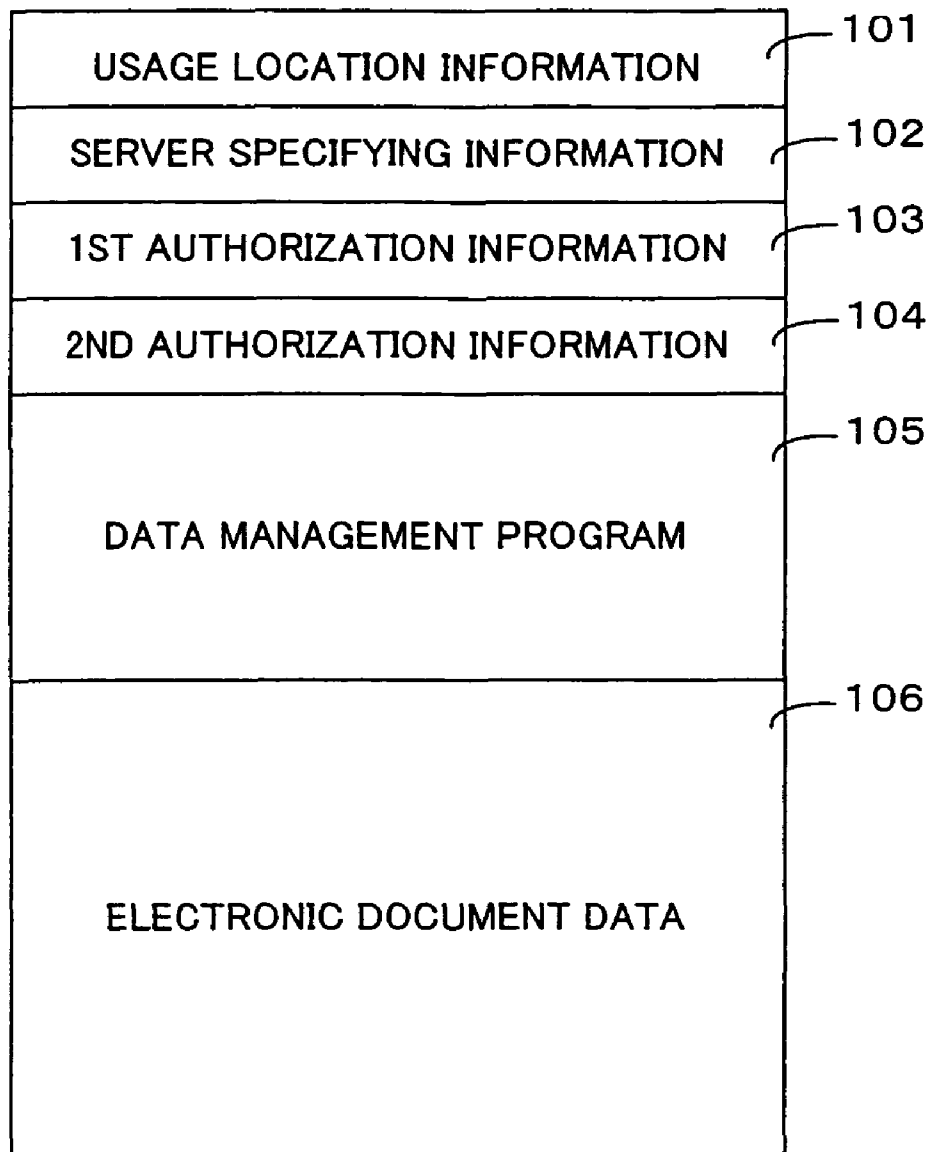 USAGE LOCATION INFORMATION 101
SERVER SPECIFYING INFORMATION 102
1ST AUTHORIZATION INFORMATION 103
2ND AUTHORIZATION INFORMATION 104
DATA MANAGEMENT PROGRAM 105
ELECTRONIC DOCUMENT DATA 106